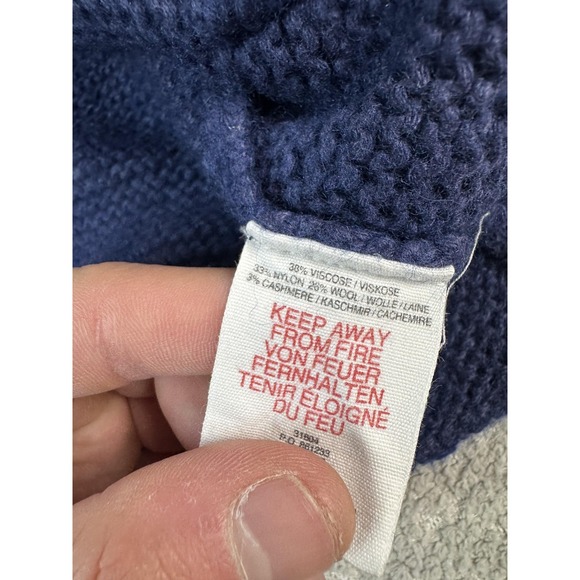 38% VISCOSE / VISKOSE
33% NYLON 26% WOOL / WOLLE / LAINE
3% CASHMERE / KASCHMIR / CACHEMIRE
KEEP AWAY
FROM FIRE
VON FEUER
FERNHALTEN
TENIR ELOIGNÉ
DU FEU
31804
P.O. 861233